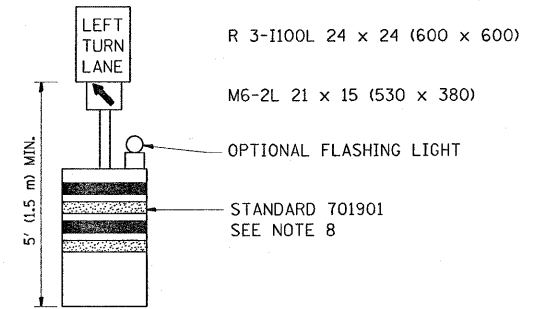 LEFT
TURN
LANE
R 3-I100L 24 x 24 (600 x 600)
M6-2L 21 x 15 (530 x 380)
OPTIONAL FLASHING LIGHT
STANDARD 701901
SEE NOTE 8
5' (1.5 m) MIN.